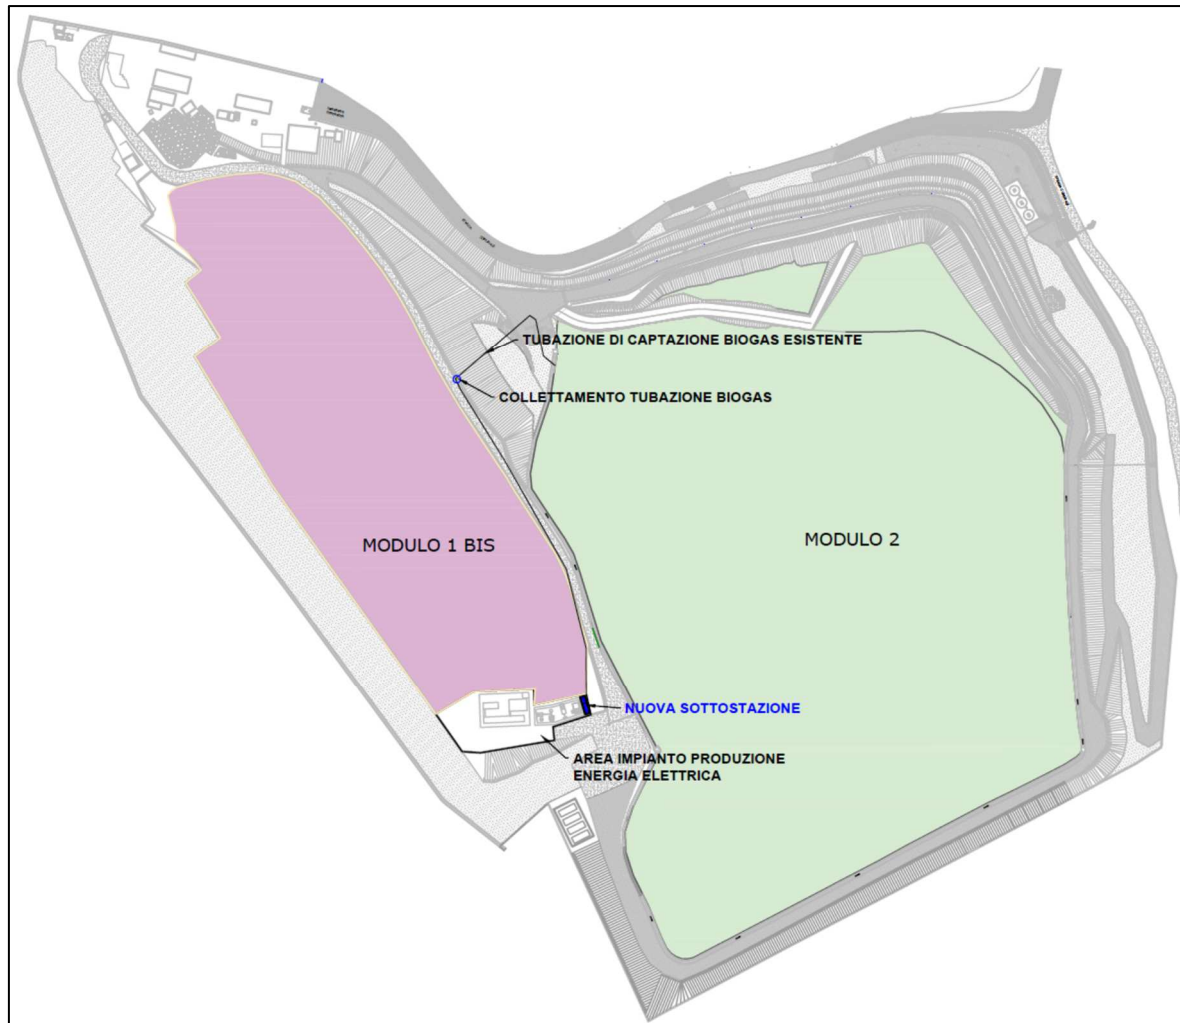 TUBAZIONE DI CAPTAZIONE BIOGAS ESISTENTE
COLLETTAMENTO TUBAZIONE BIOGAS
MODULO 1 BIS
MODULO 2
NUOVA SOTTOSTAZIONE
AREA IMPIANTO PRODUZIONE
ENERGIA ELETTRICA